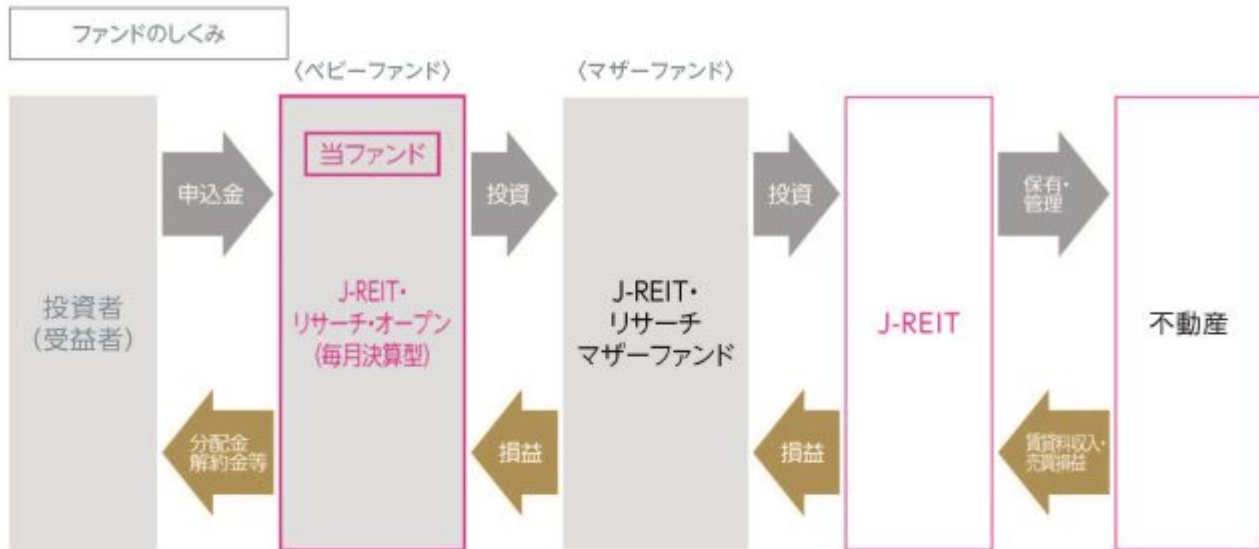 ファンドのしくみ
〈ベビーファンド〉
〈マザーファンド〉
当ファンド
申込金
投資
投資
保有・
管理
投資者
(受益者)
J-REIT・
リサーチ・オープン
(毎月決算型)
J-REIT・
リサーチ
マザーファンド
J-REIT
不動産
分配金
解約金等
損益
損益
賃貸料収入・
売買損益